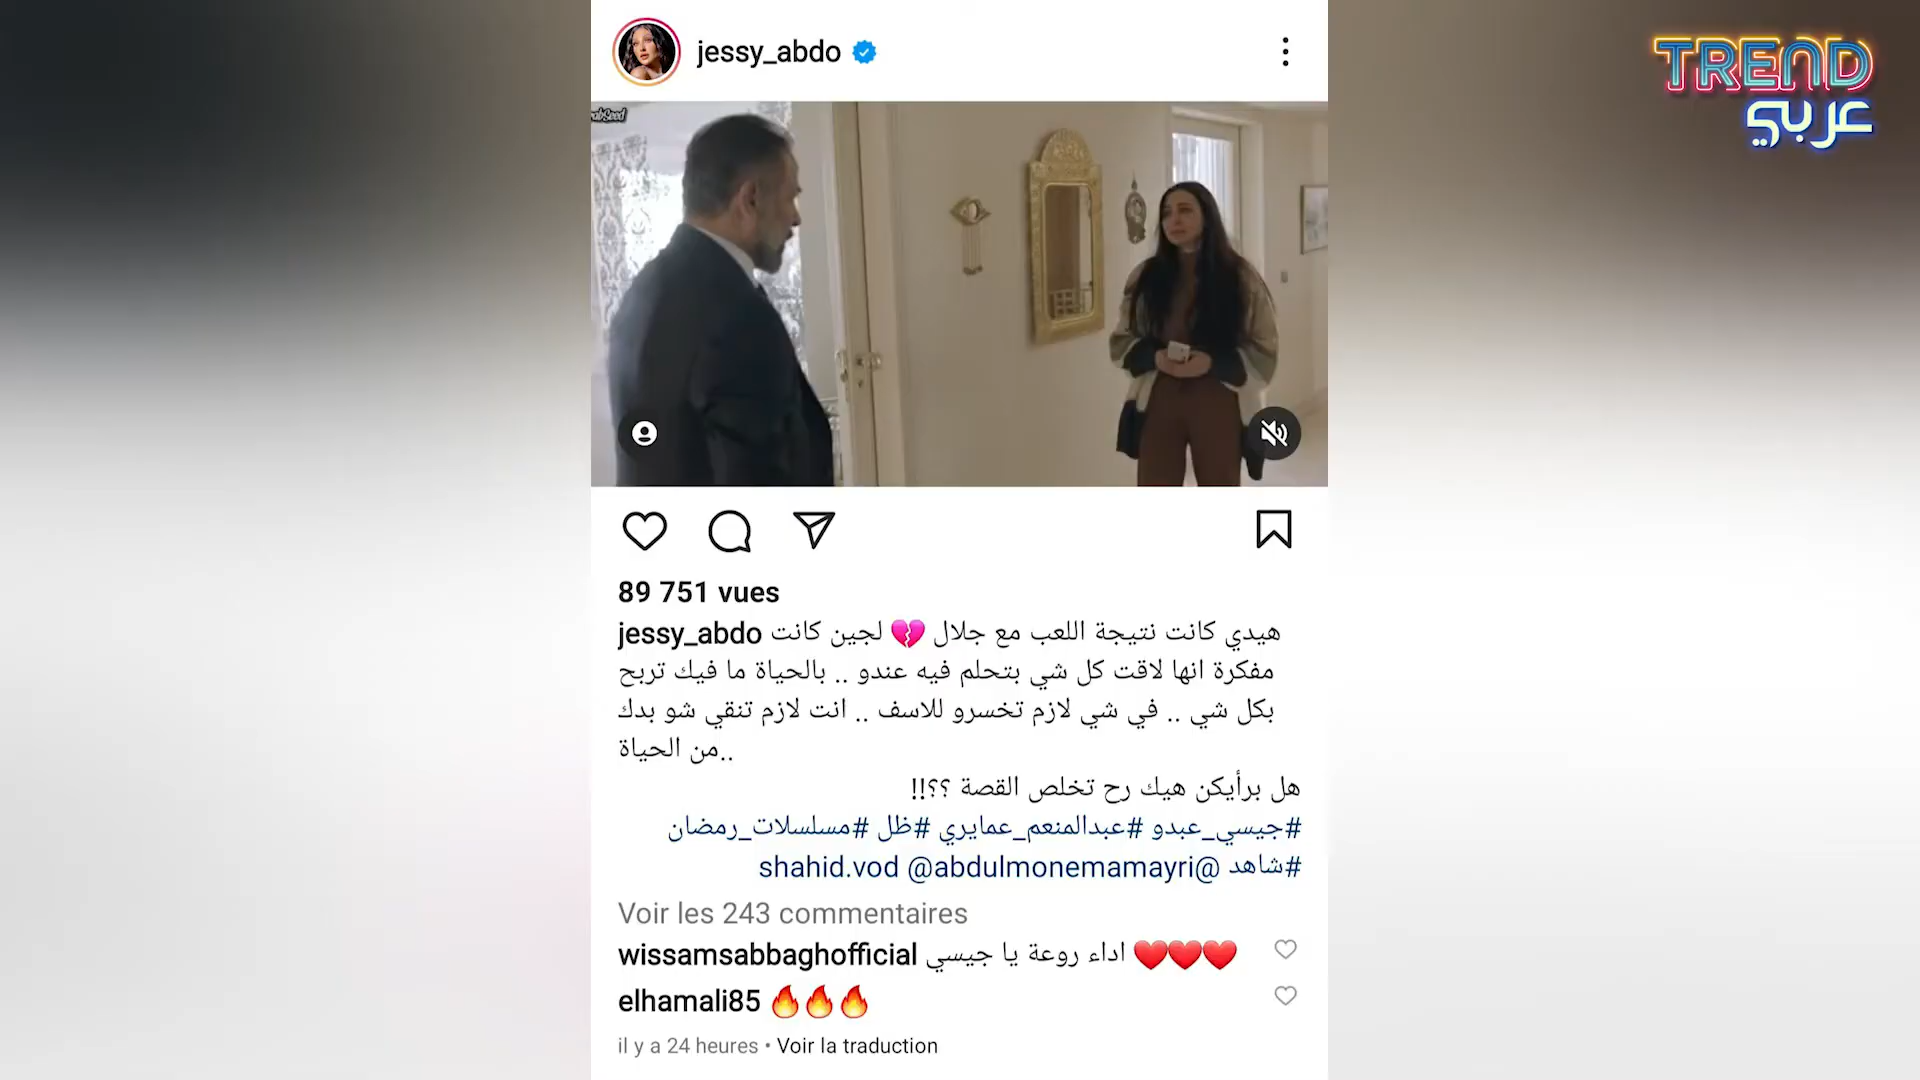 TREND
عربي
jessy_abdo
89 751 vues
jessy_abdo هيدي كانت نتيجة اللعب مع جلال 💔 لجين كانت
مفكرة انها لاقت كل شي بتحلم فيه عندو .. بالحياة ما فيك تربح
بكل شي .. في شي لازم تخسرو للاسف .. انت لازم تنقي شو بدك
من الحياة..
هل برأيكن هيك رح تخلص القصة ؟؟!!
#جيسي_عبدو #عبدالمنعم_عمايري #ظل #مسلسلات_رمضان
#شاهد @shahid.vod @abdulmonemamayri
Voir les 243 commentaires
wissamsabbaghofficial اداء روعة يا جيسي ❤️❤️❤️
elhamali85 🔥🔥🔥
il y a 24 heures • Voir la traduction